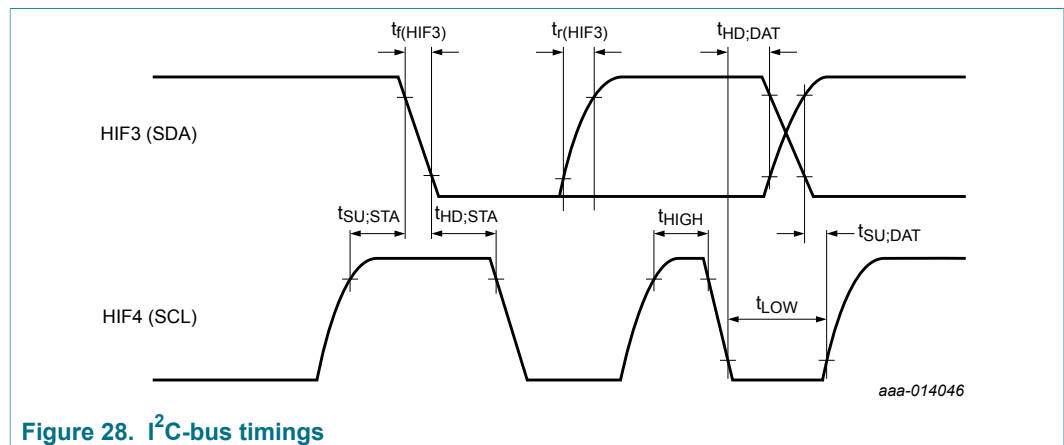 tf(HIF3) tr(HIF3) tHD;DAT
HIF3 (SDA)
tSU;STA tHD;STA tHIGH tSU;DAT
HIF4 (SCL) tLOW
aaa-014046
Figure 28. I²C-bus timings